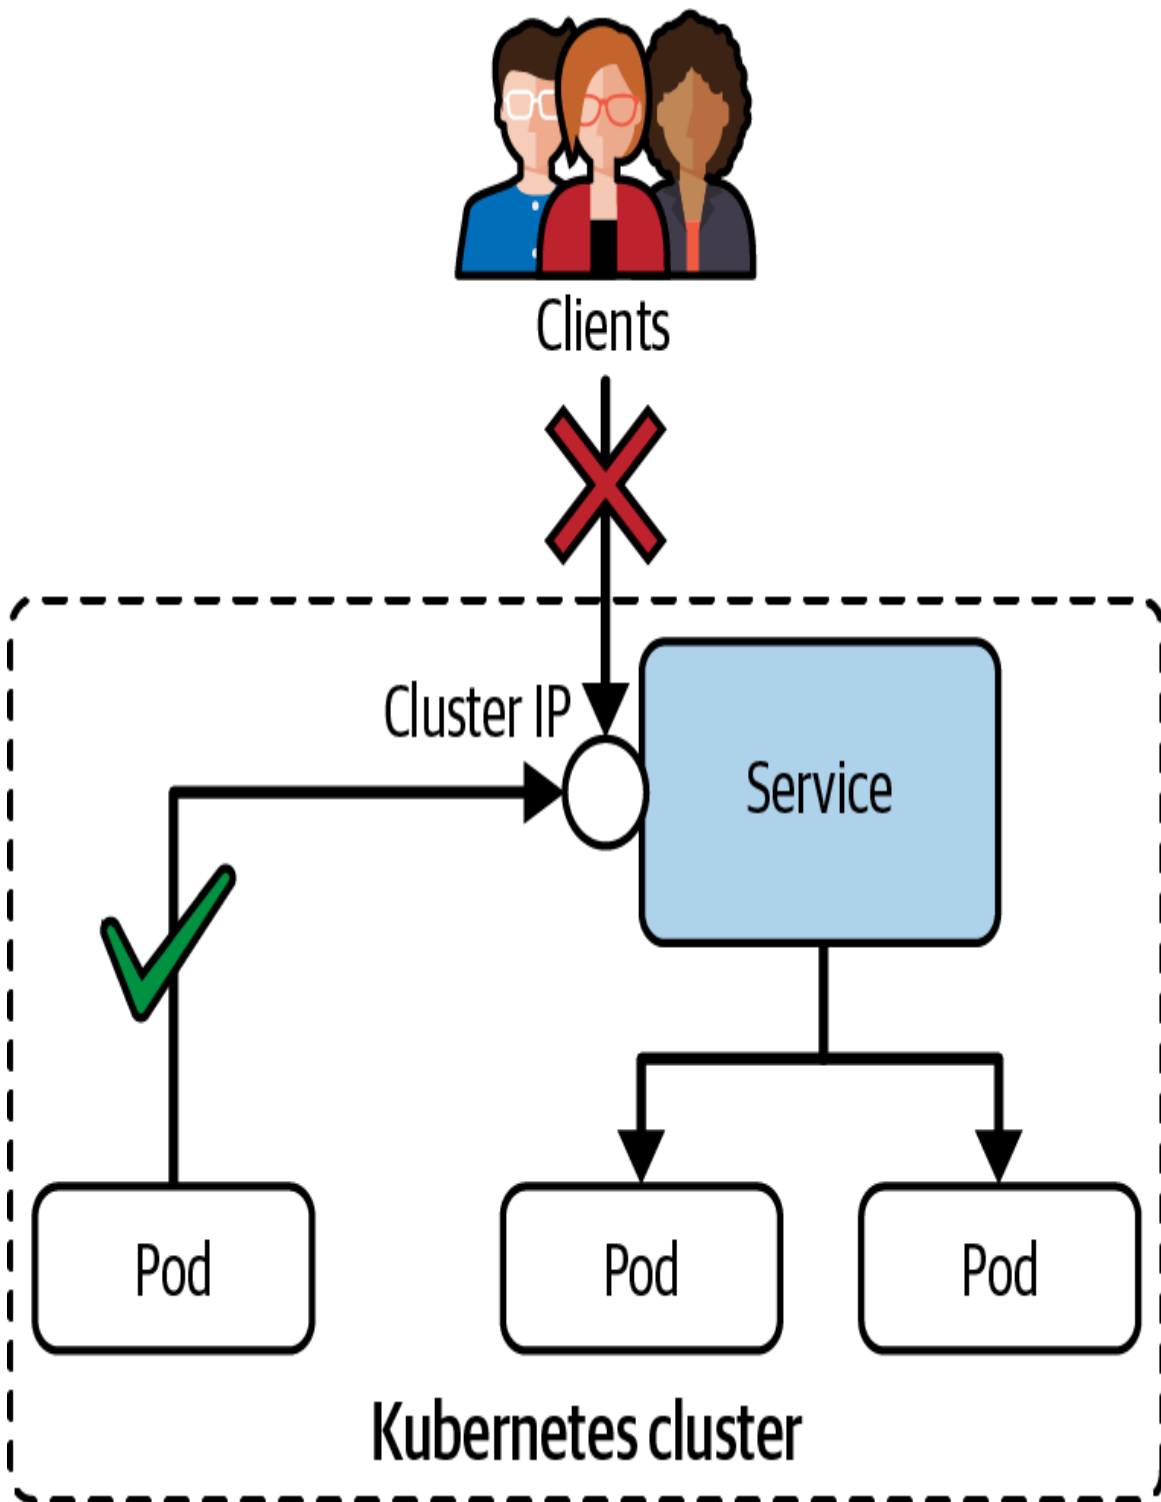 Clients
Cluster IP
Service
Pod
Pod
Pod
Kubernetes cluster